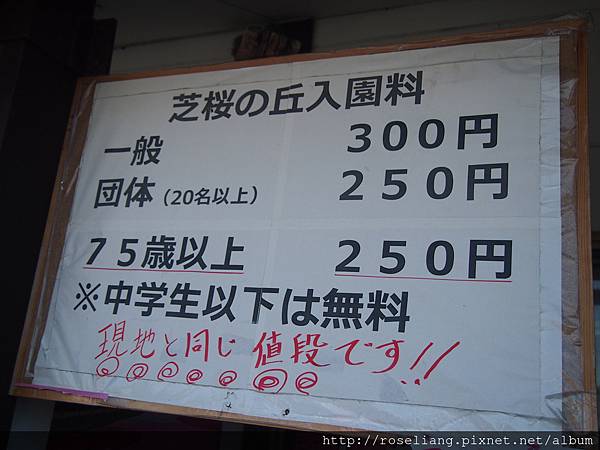 芝桜の丘入園料
一般 300円
団体(20名以上) 250円
75歳以上 250円
※中学生以下は無料
現地と同じ値段です!!
http://roseliang.pixnet.net/album